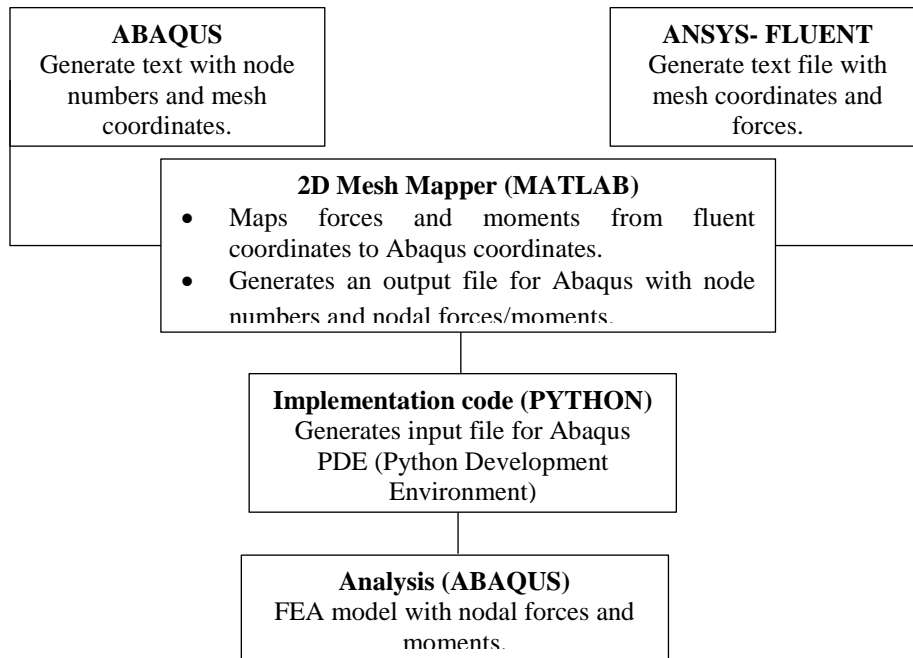 ABAQUS
Generate text with node
numbers and mesh
coordinates.
ANSYS- FLUENT
Generate text file with
mesh coordinates and
forces.
2D Mesh Mapper (MATLAB)
• Maps forces and moments from fluent
coordinates to Abaqus coordinates.
• Generates an output file for Abaqus with node
numbers and nodal forces/moments.
Implementation code (PYTHON)
Generates input file for Abaqus
PDE (Python Development
Environment)
Analysis (ABAQUS)
FEA model with nodal forces and
moments.